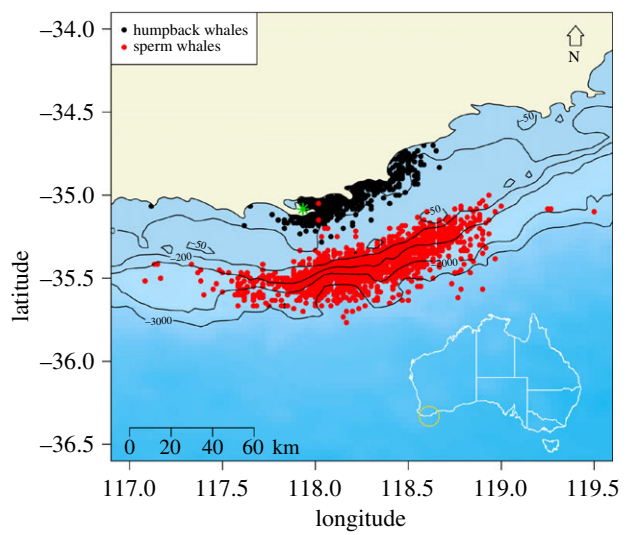 humpback whales
sperm whales
N
−34.0
−34.5
−35.0
−35.5
−36.0
−36.5
latitude
−50
−50
−50
−200
−2000
−3000
0 20 40 60 km
117.0 117.5 118.0 118.5 119.0 119.5
longitude